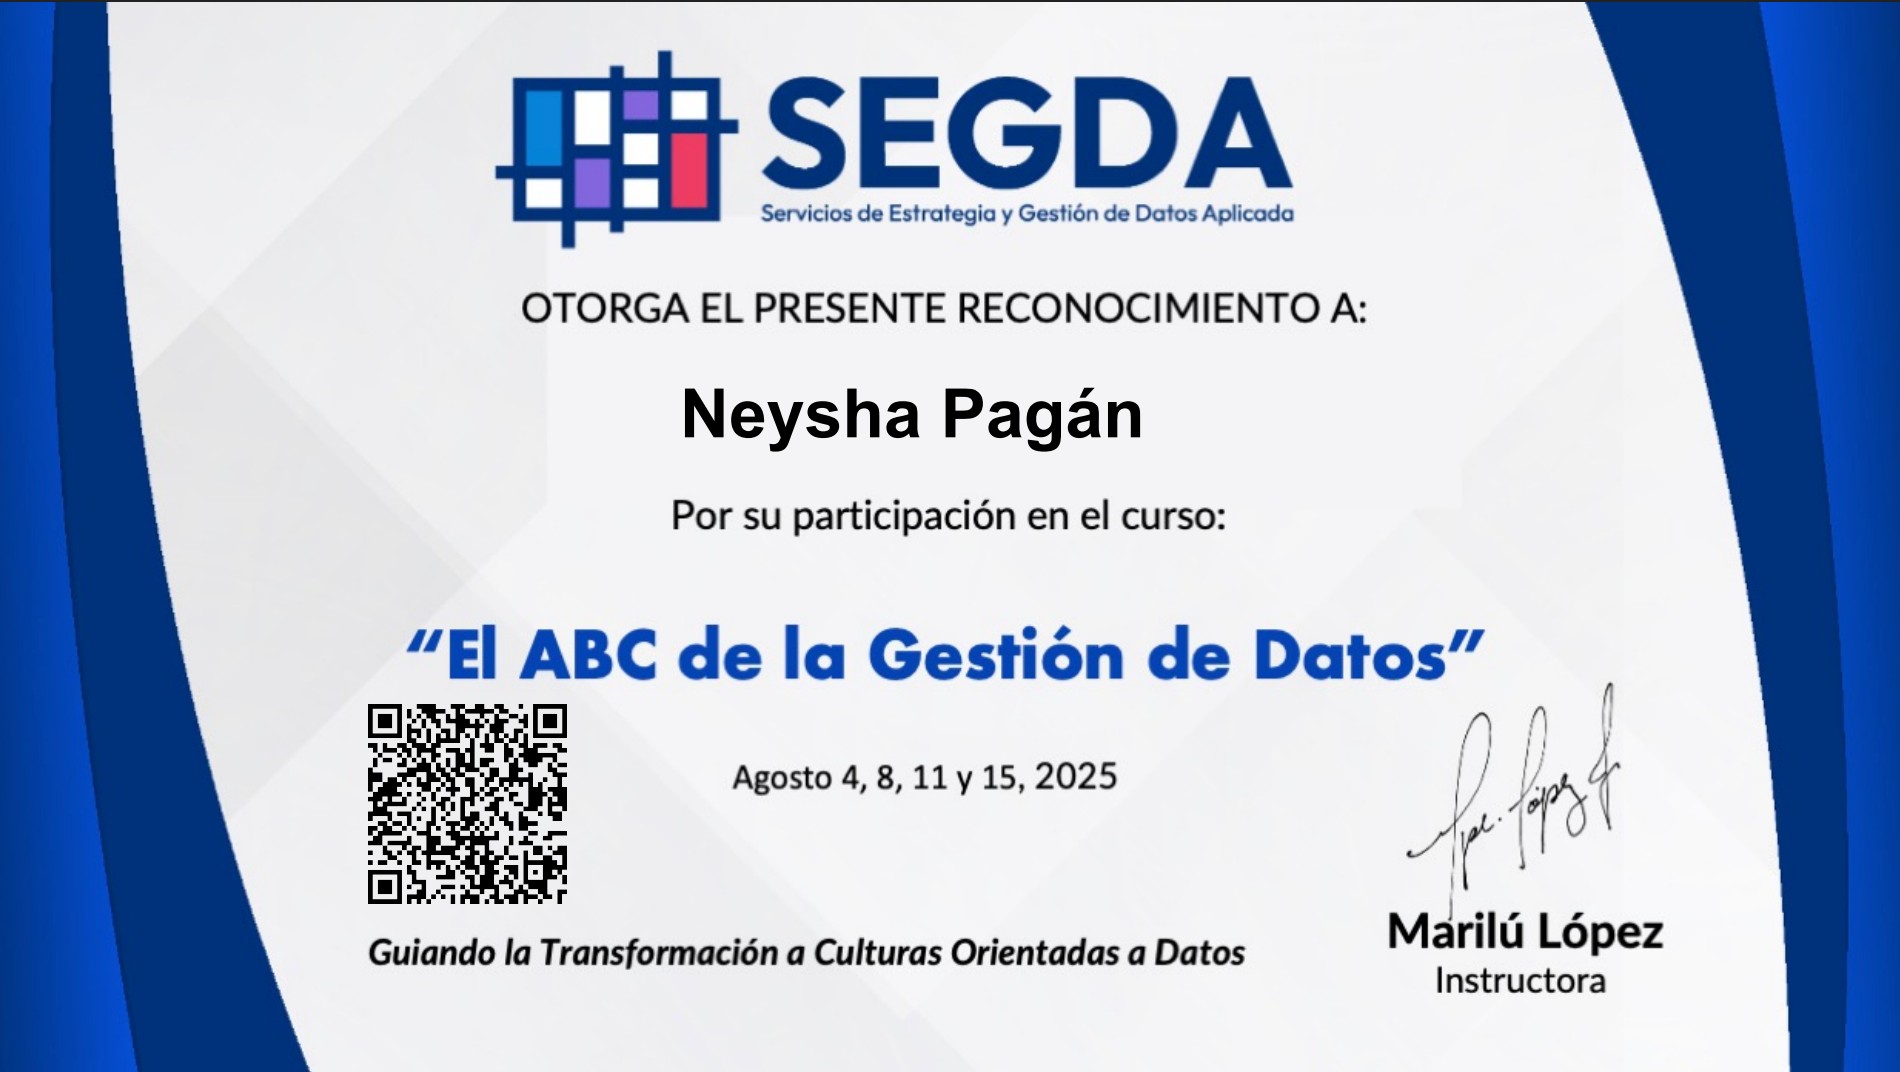 SEGDA
Servicios de Estrategia y Gestión de Datos Aplicada
OTORGA EL PRESENTE RECONOCIMIENTO A:
Neysha Pagán
Por su participación en el curso:
“El ABC de la Gestión de Datos”
Agosto 4, 8, 11 y 15, 2025
Guiando la Transformación a Culturas Orientadas a Datos
Marilú López
Instructora